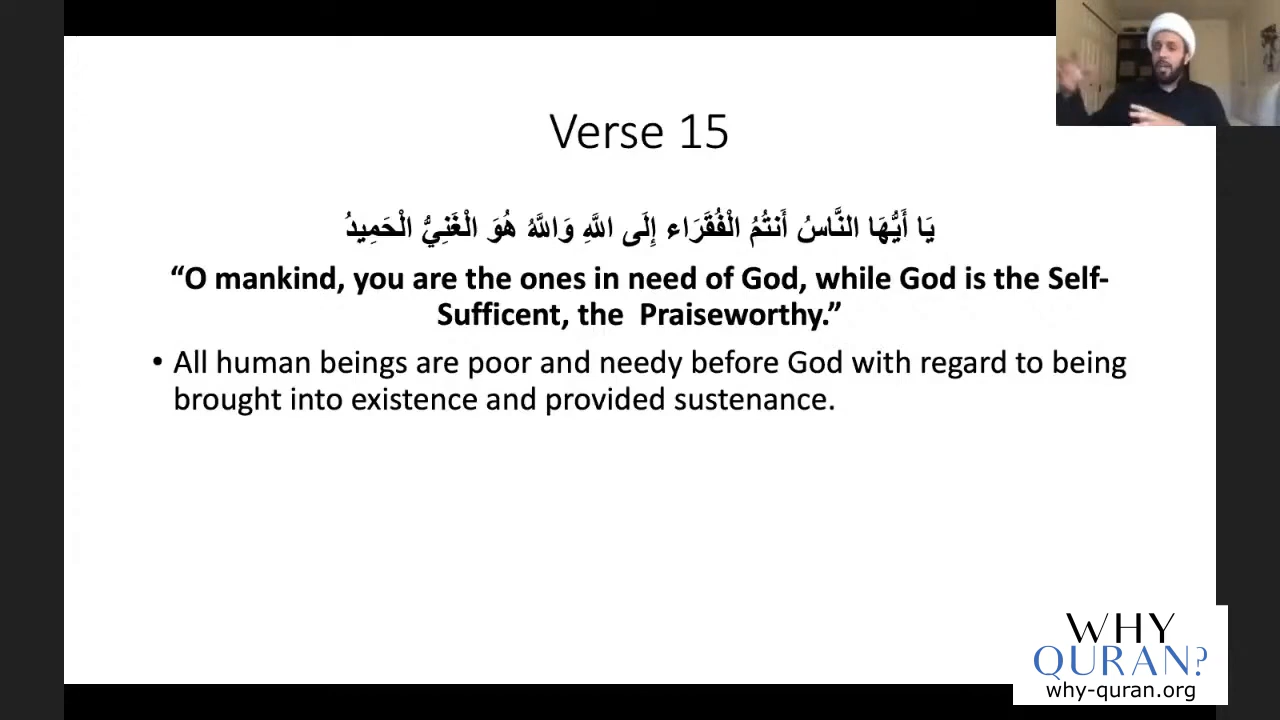 Verse 15
يَا أَيُّهَا النَّاسُ أَنتُمُ الْفُقَرَاء إِلَى اللَّهِ وَاللَّهُ هُوَ الْغَنِيُّ الْحَمِيدُ
“O mankind, you are the ones in need of God, while God is the Self-
Sufficent, the Praiseworthy.”
• All human beings are poor and needy before God with regard to being
brought into existence and provided sustenance.
WHY
QURAN?
why-quran.org